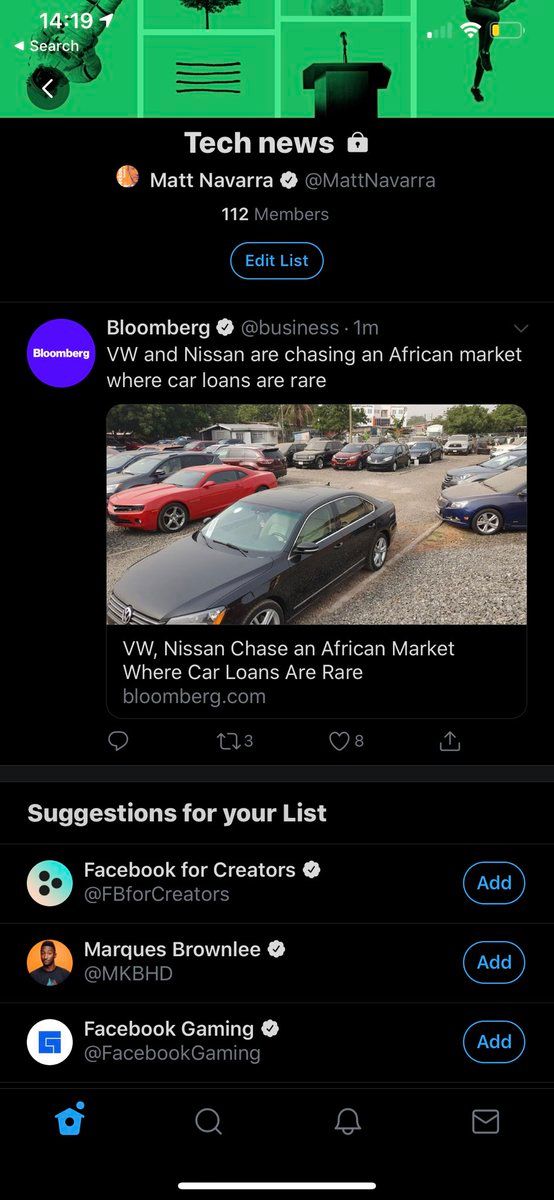 14:19
Search
Tech news
Matt Navarra @MattNavarra
112 Members
Edit List
Bloomberg
Bloomberg @business · 1m
VW and Nissan are chasing an African market
where car loans are rare
VW, Nissan Chase an African Market
Where Car Loans Are Rare
bloomberg.com
3
8
Suggestions for your List
Facebook for Creators
@FBforCreators
Add
Marques Brownlee
@MKBHD
Add
Facebook Gaming
@FacebookGaming
Add